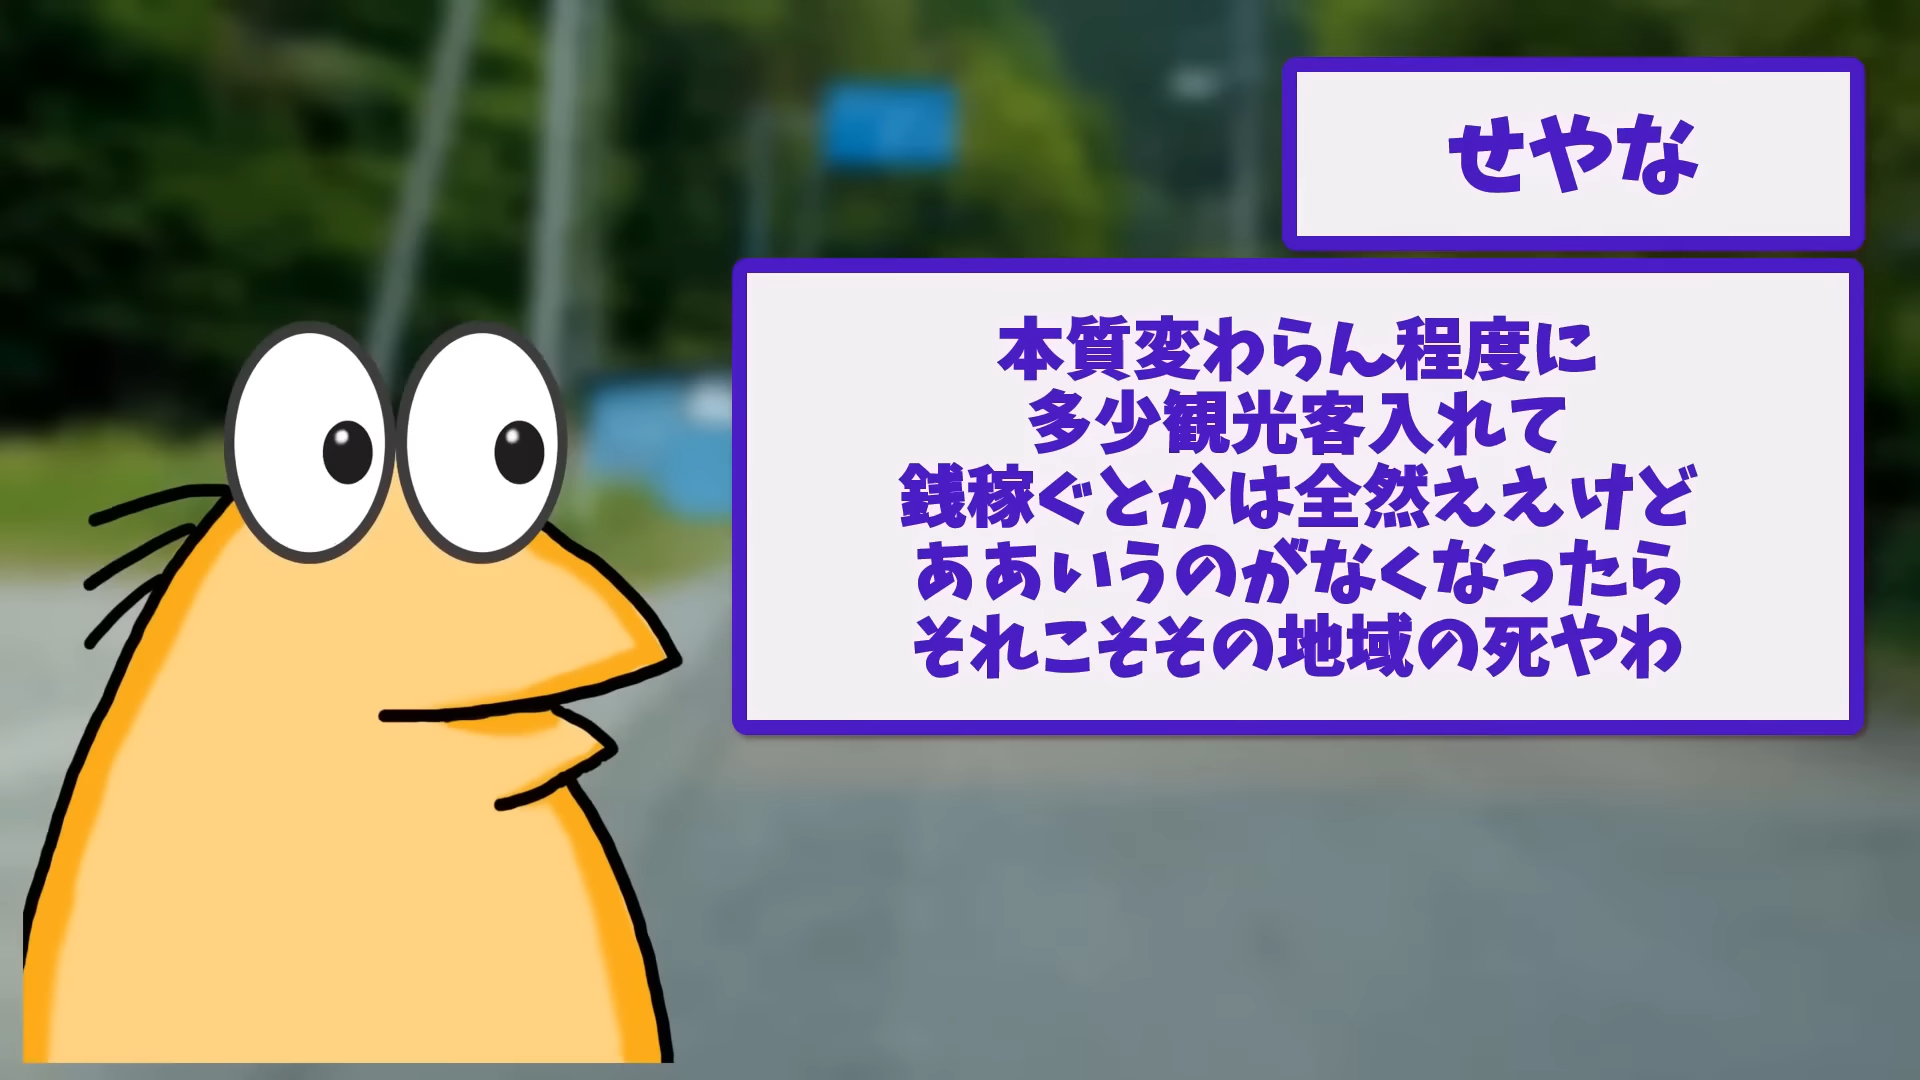 せやな
本質変わらん程度に
多少観光客入れて
銭稼ぐとかは全然ええけど
ああいうのがなくなったら
それこそその地域の死やわ